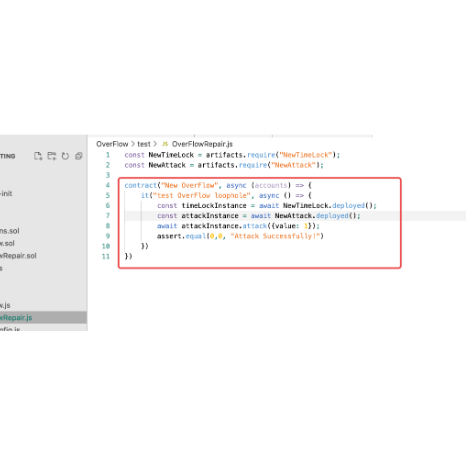 TING
OverFlow > test > JS OverFlowRepair.js
1 const NewTimeLock = artifacts.require("NewTimeLock");
2 const NewAttack = artifacts.require("NewAttack");
3
4 contract("New OverFlow", async (accounts) => {
5 it("test OverFlow loophole", async () => {
6 const timeLockInstance = await NewTimeLock.deployed();
7 const attackInstance = await NewAttack.deployed();
8 await attackInstance.attack({value: 1});
9 assert.equal(0,0, "Attack Successfully!")
10 })
11 })
-init
ns.sol
w.sol
wRepair.sol
s
w.js
wRepair.js